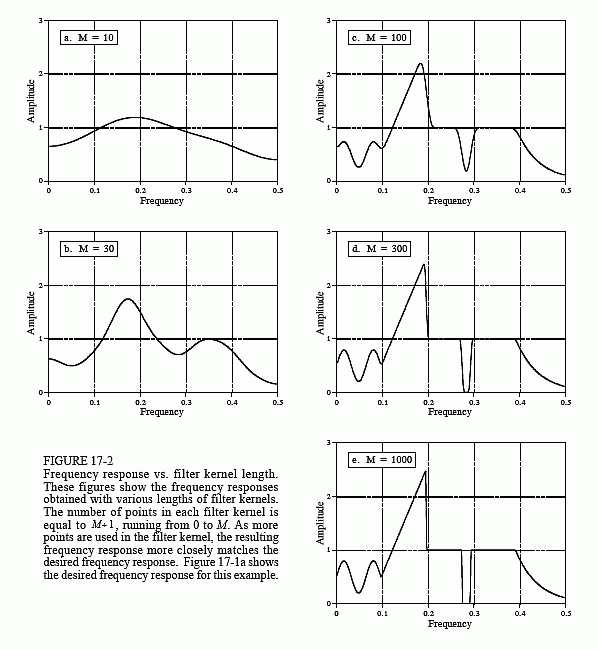 3
a. M = 10
2
Amplitude
1
0
0 0.1 0.2 0.3 0.4 0.5
Frequency
3
b. M = 30
2
Amplitude
1
0
0 0.1 0.2 0.3 0.4 0.5
Frequency
FIGURE 17-2
Frequency response vs. filter kernel length.
These figures show the frequency responses
obtained with various lengths of filter kernels.
The number of points in each filter kernel is
equal to M+1, running from 0 to M. As more
points are used in the filter kernel, the resulting
frequency response more closely matches the
desired frequency response. Figure 17-1a shows
the desired frequency response for this example.
3
c. M = 100
2
Amplitude
1
0
0 0.1 0.2 0.3 0.4 0.5
Frequency
3
d. M = 300
2
Amplitude
1
0
0 0.1 0.2 0.3 0.4 0.5
Frequency
3
e. M = 1000
2
Amplitude
1
0
0 0.1 0.2 0.3 0.4 0.5
Frequency